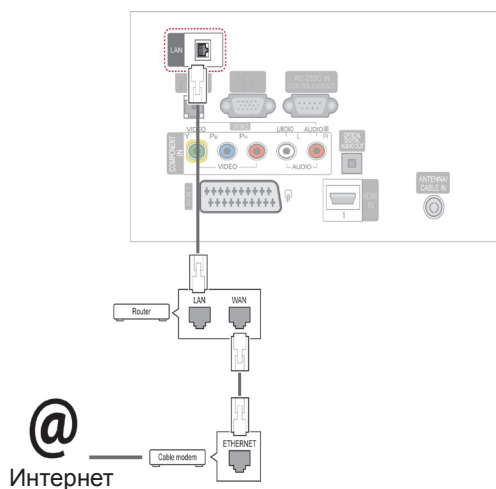 LAN
RS-232C IN
VIDEO
AUDIO
L/MONO
Y
PB
PR
L
R
COMPONENT IN
VIDEO
AUDIO
OPTICAL DIGITAL AUDIO OUT
ANTENNA/
CABLE IN
1
LAN
WAN
Router
ETHERNET
Cable modem
@
Интернет